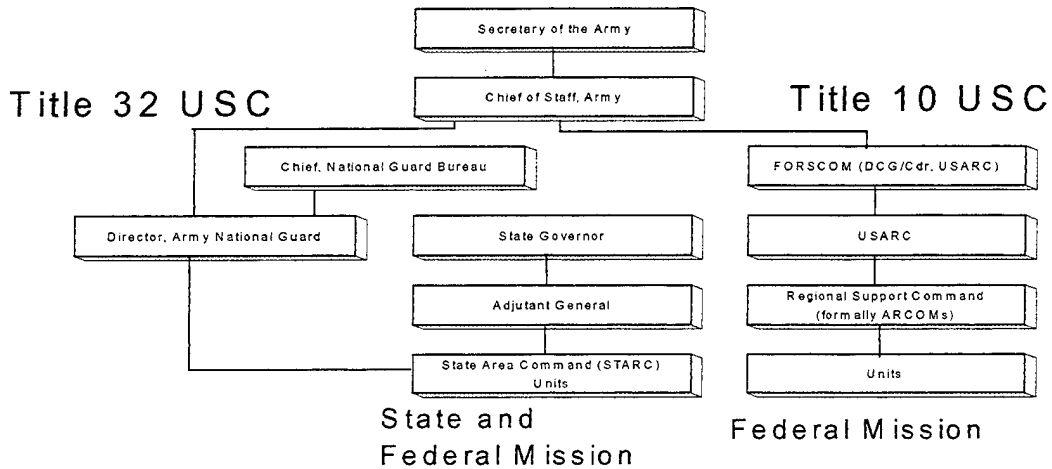 Secretary of the Army
Chief of Staff, Army
Title 32 USC
Title 10 USC
Chief, National Guard Bureau
FORSCOM (DCG/Cdr, USARC)
Director, Army National Guard
State Governor
USARC
Adjutant General
Regional Support Command
(formally ARCOMs)
State Area Command (STARC)
Units
Units
State and
Federal Mission
Federal Mission